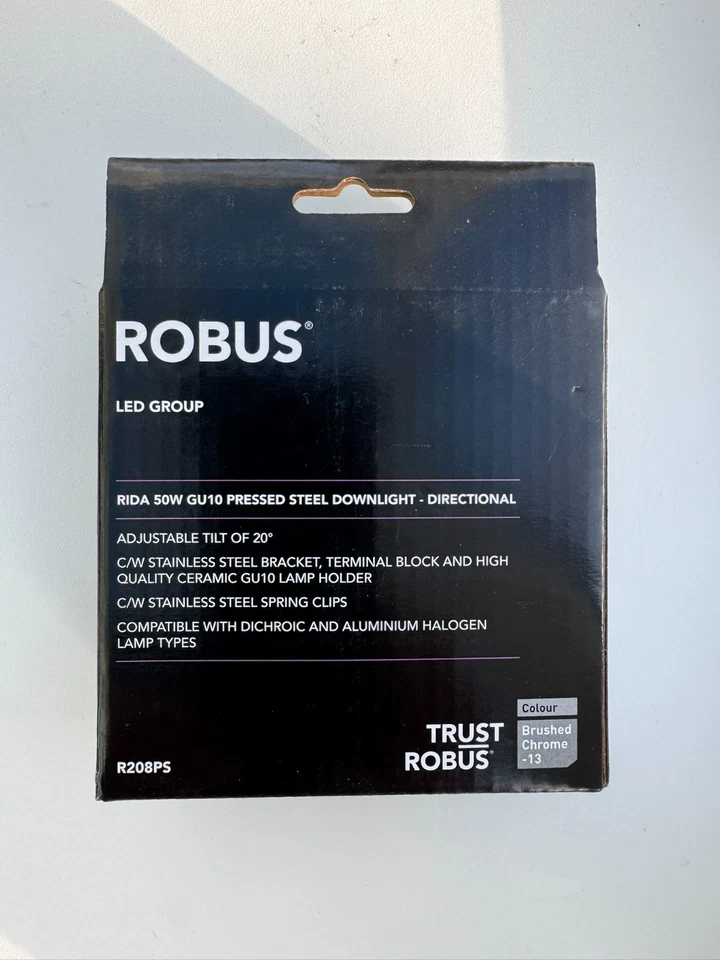 ROBUS®
LED GROUP
RIDA 50W GU10 PRESSED STEEL DOWNLIGHT - DIRECTIONAL
ADJUSTABLE TILT OF 20°
C/W STAINLESS STEEL BRACKET, TERMINAL BLOCK AND HIGH
QUALITY CERAMIC GU10 LAMP HOLDER
C/W STAINLESS STEEL SPRING CLIPS
COMPATIBLE WITH DICHROIC AND ALUMINIUM HALOGEN
LAMP TYPES
R208PS
TRUST
ROBUS®
Colour
Brushed
Chrome
-13